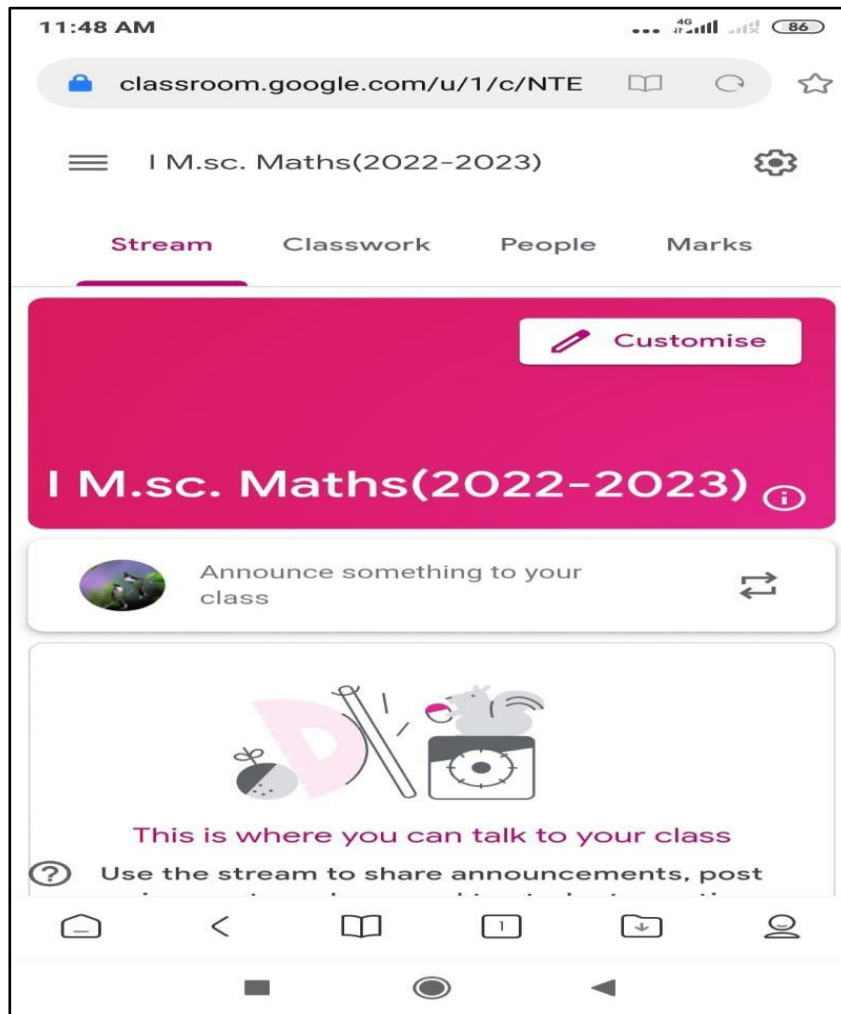 11:48 AM
4G
86
classroom.google.com/u/1/c/NTE
I M.sc. Maths(2022-2023)
Stream Classwork People Marks
Customise
I M.sc. Maths(2022-2023)
Announce something to your
class
This is where you can talk to your class
Use the stream to share announcements, post
1